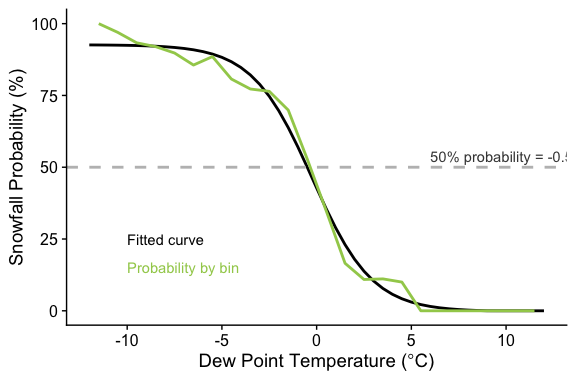 Snowfall Probability (%)
100
75
50
25
0
50% probability = -0.5
Fitted curve
Probability by bin
-10
-5
0
5
10
Dew Point Temperature (°C)